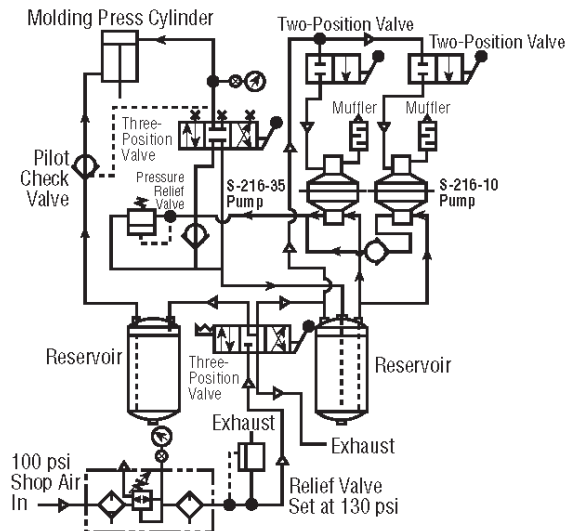 Molding Press Cylinder
Two-Position Valve
Two-Position Valve
Muffler
Muffler
Three-
Position
Valve
Pilot
Check
Valve
Pressure
Relief
Valve
S-216-35
Pump
S-216-10
Pump
Reservoir
Three-
Position
Valve
Reservoir
Exhaust
Exhaust
100 psi
Shop Air
In
Relief Valve
Set at 130 psi